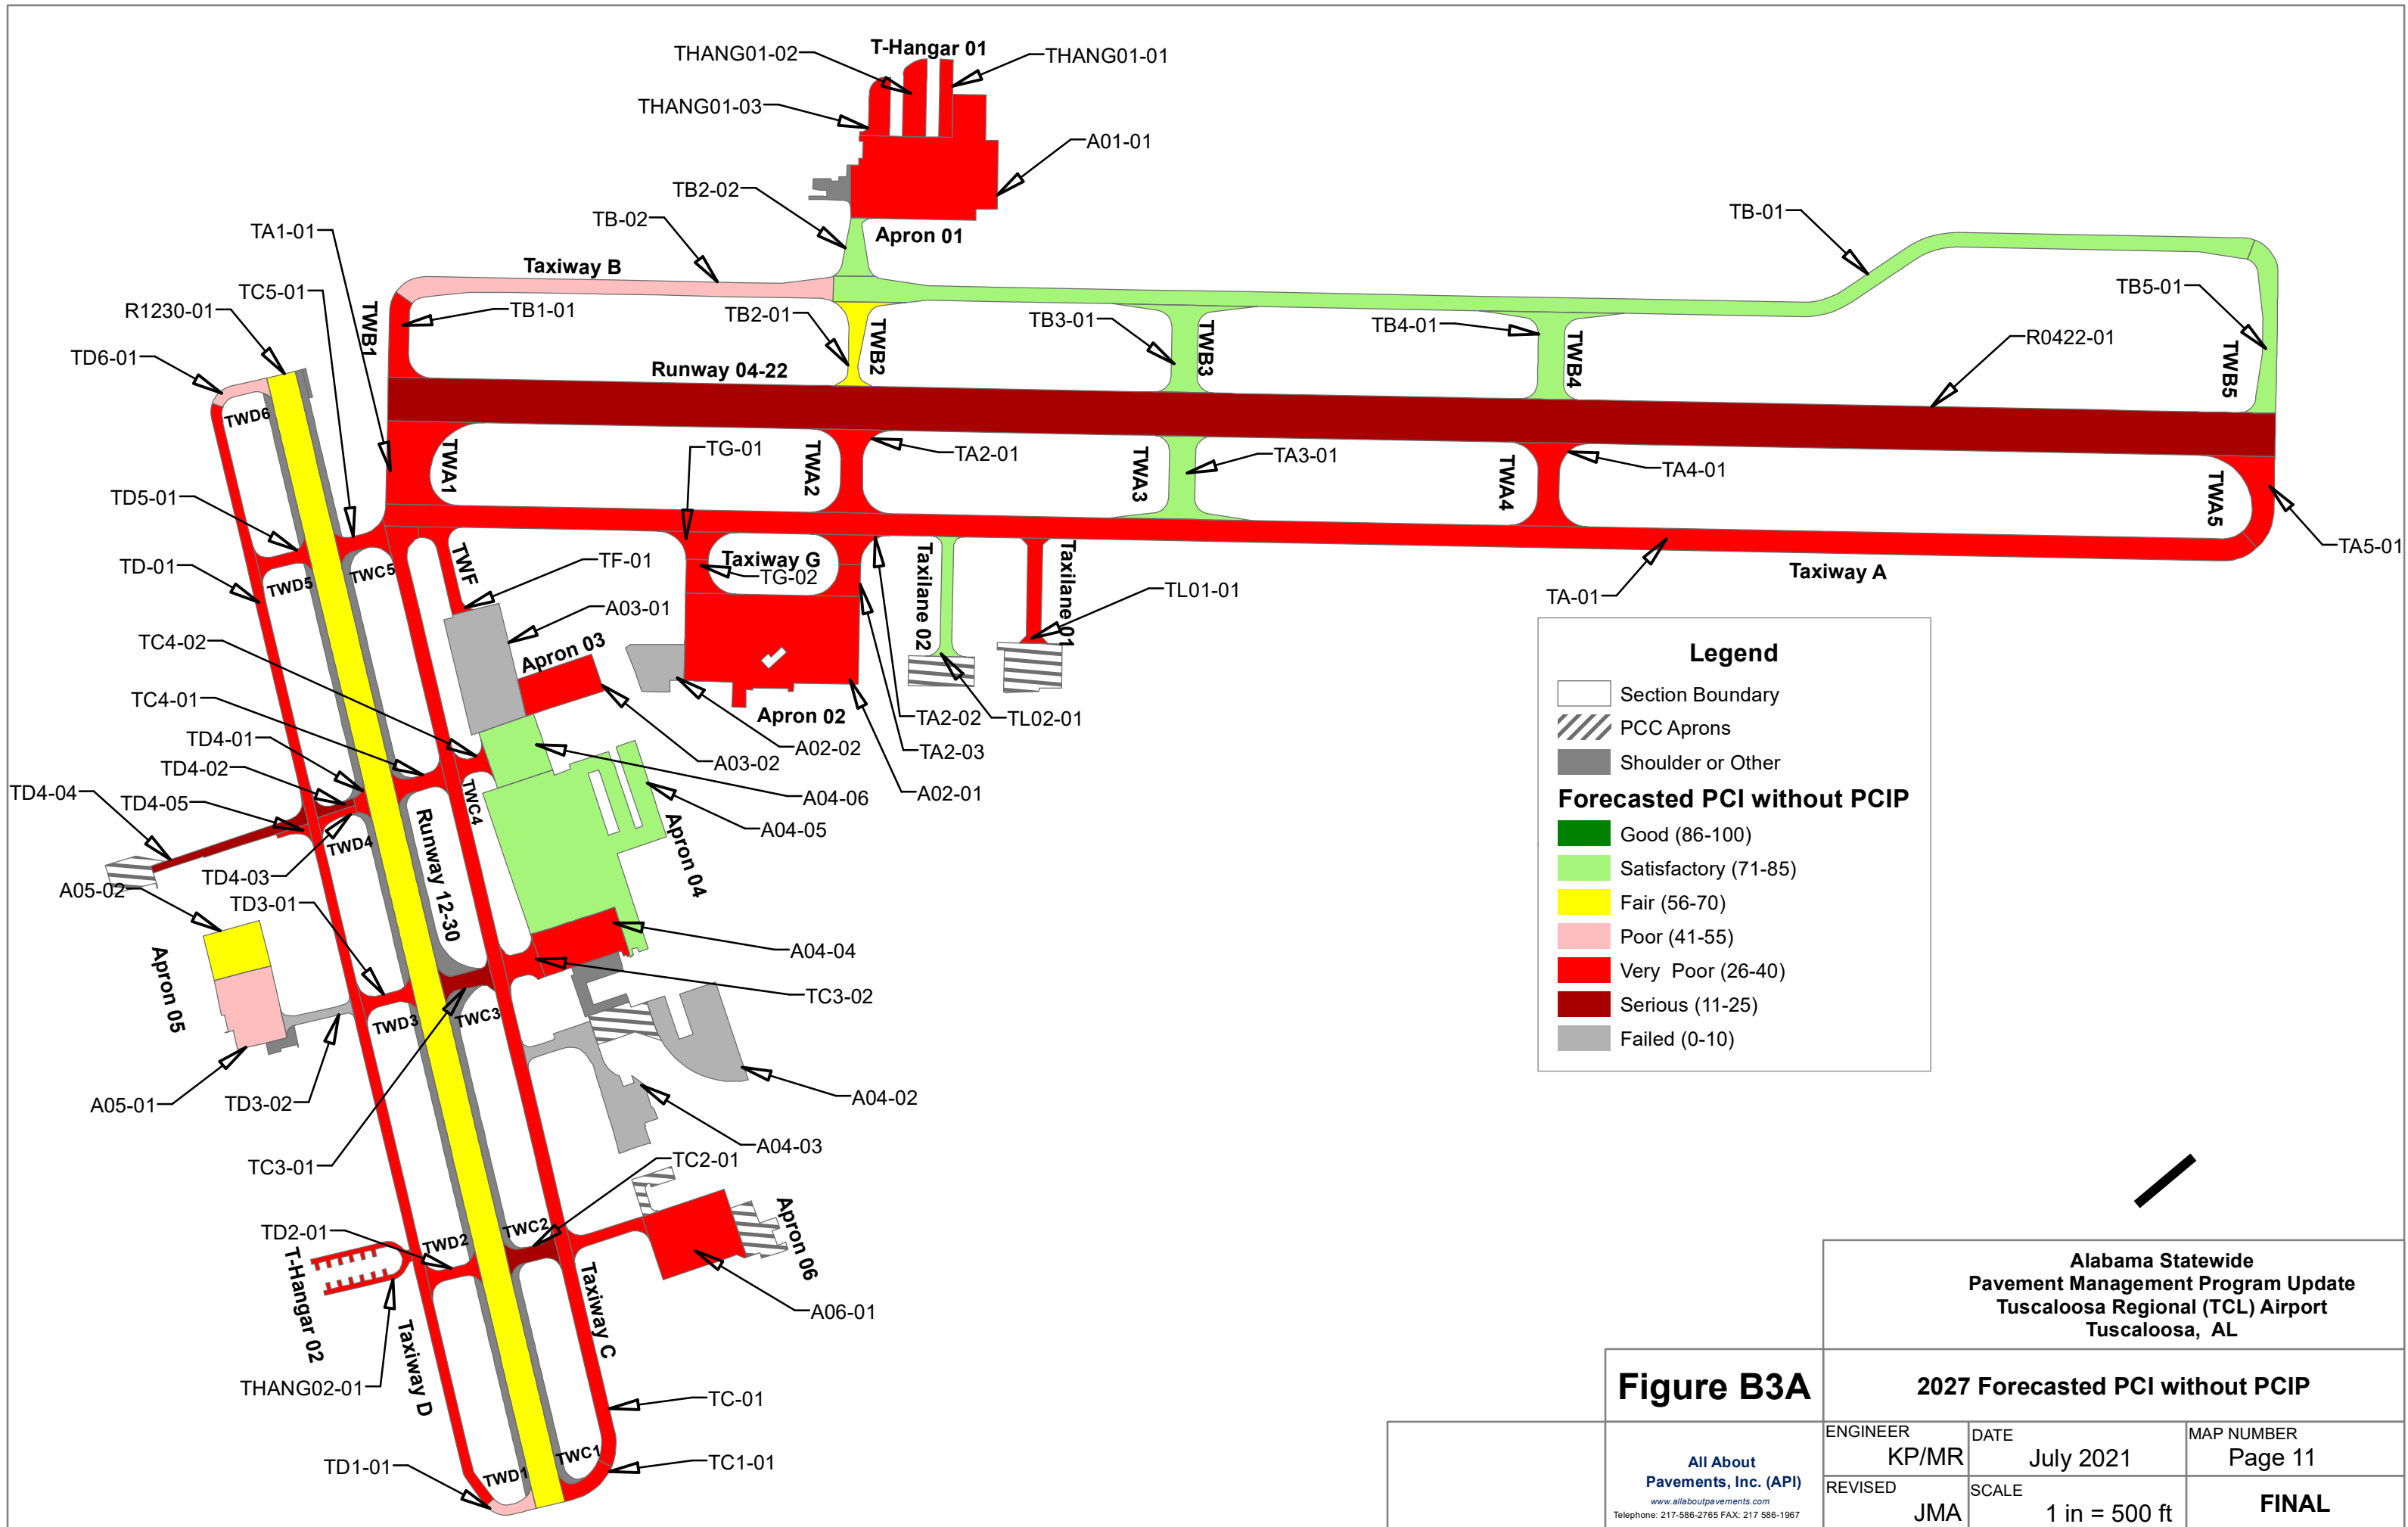 T-Hangar 01
THANG01-02
THANG01-01
THANG01-03
A01-01
TB2-02
TB-02
TB-01
Apron 01
TA1-01
Taxiway B
TC5-01
TB5-01
R1230-01
TWB1
TB1-01
TB2-01
TWB2
TB3-01
TWB3
TB4-01
TWB4
R0422-01
TWB5
TD6-01
Runway 04-22
TWD6
TWA1
TG-01
TWA2
TA2-01
TWA3
TA3-01
TWA4
TA4-01
TWA5
TD5-01
TA5-01
TD-01
TWD5
TWC5
TWF
TF-01
Taxiway G
TG-02
Taxilane 02
Taxilane 01
TL01-01
TA-01
Taxiway A
A03-01
Apron 03
TC4-02
TC4-01
TD4-01
TD4-02
TD4-04
TD4-05
Apron 02
TA2-02
TL02-01
A02-02
TA2-03
A03-02
A02-01
A04-06
A04-05
TWC4
Runway 12-30
Apron 04
TWD4
TD4-03
A05-02
TD3-01
Apron 05
A04-04
TC3-02
TWD3
TWC3
A05-01
TD3-02
A04-02
A04-03
TC3-01
TC2-01
TD2-01
TWD2
TWC2
Apron 06
T-Hangar 02
A06-01
Taxiway C
THANG02-01
Taxiway D
TC-01
TWC1
TWD1
TC1-01
TD1-01
Legend
Section Boundary
PCC Aprons
Shoulder or Other
Forecasted PCI without PCIP
Good (86-100)
Satisfactory (71-85)
Fair (56-70)
Poor (41-55)
Very Poor (26-40)
Serious (11-25)
Failed (0-10)
Alabama Statewide
Pavement Management Program Update
Tuscaloosa Regional (TCL) Airport
Tuscaloosa, AL
Figure B3A
2027 Forecasted PCI without PCIP
All About
Pavements, Inc. (API)
www.allaboutpavements.com
Telephone: 217-586-2765 FAX: 217 586-1967
ENGINEER
KP/MR
DATE
July 2021
MAP NUMBER
Page 11
REVISED
JMA
SCALE
1 in = 500 ft
FINAL